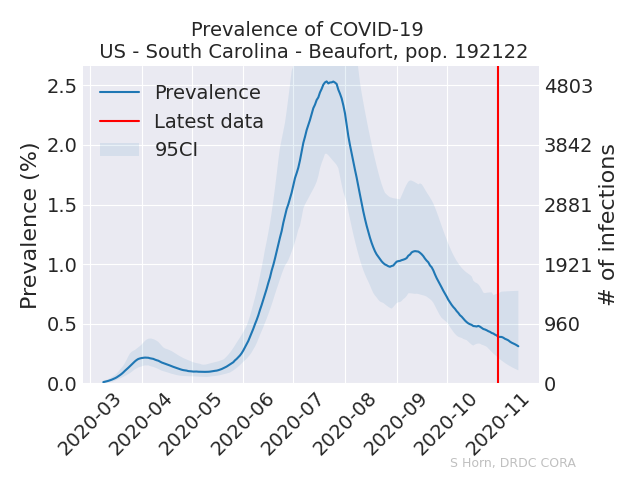 Prevalence of COVID-19
US - South Carolina - Beaufort, pop. 192122
Prevalence
Latest data
95CI
Prevalence (%)
2.5
2.0
1.5
1.0
0.5
0.0
4803
3842
2881
1921
960
0
# of infections
2020-03
2020-04
2020-05
2020-06
2020-07
2020-08
2020-09
2020-10
2020-11
S Horn, DRDC CORA